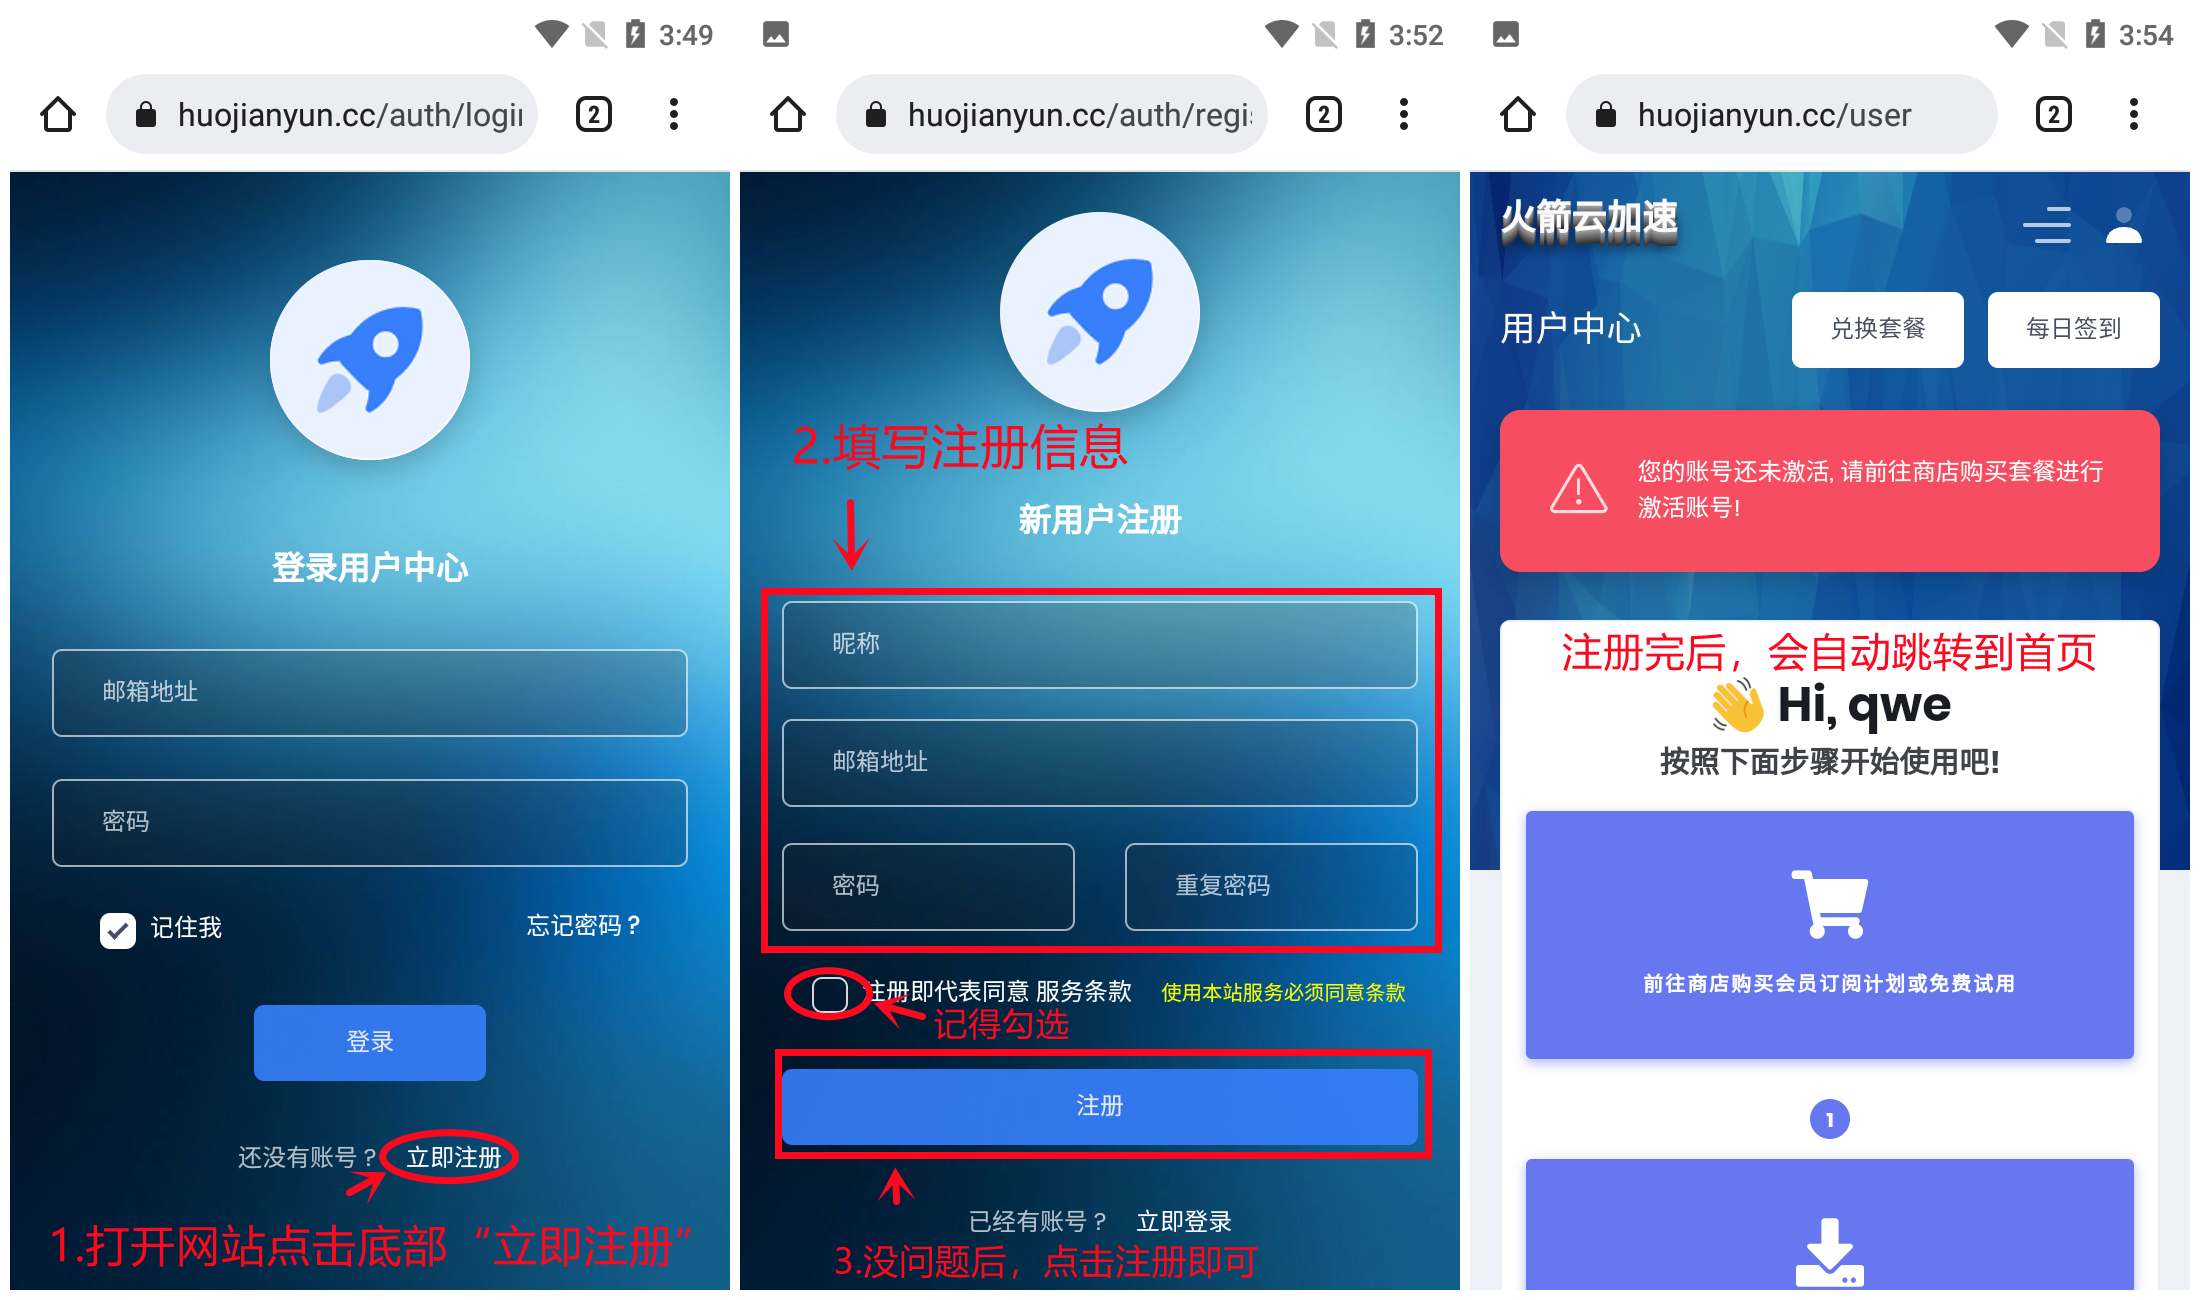 3:49
huojianyun.cc/auth/login
2
登录用户中心
邮箱地址
密码
记住我
忘记密码？
登录
还没有账号？ 立即注册
1.打开网站点击底部“立即注册”
3:52
huojianyun.cc/auth/regis
2
2.填写注册信息
新用户注册
昵称
邮箱地址
密码
重复密码
注册即代表同意 服务条款 使用本站服务必须同意条款
记得勾选
注册
已经有账号？ 立即登录
3.没问题后，点击注册即可
3:54
huojianyun.cc/user
2
火箭云加速
用户中心
兑换套餐
每日签到
您的账号还未激活, 请前往商店购买套餐进行
激活账号!
注册完后，会自动跳转到首页
👋 Hi, qwe
按照下面步骤开始使用吧!
前往商店购买会员订阅计划或免费试用
1